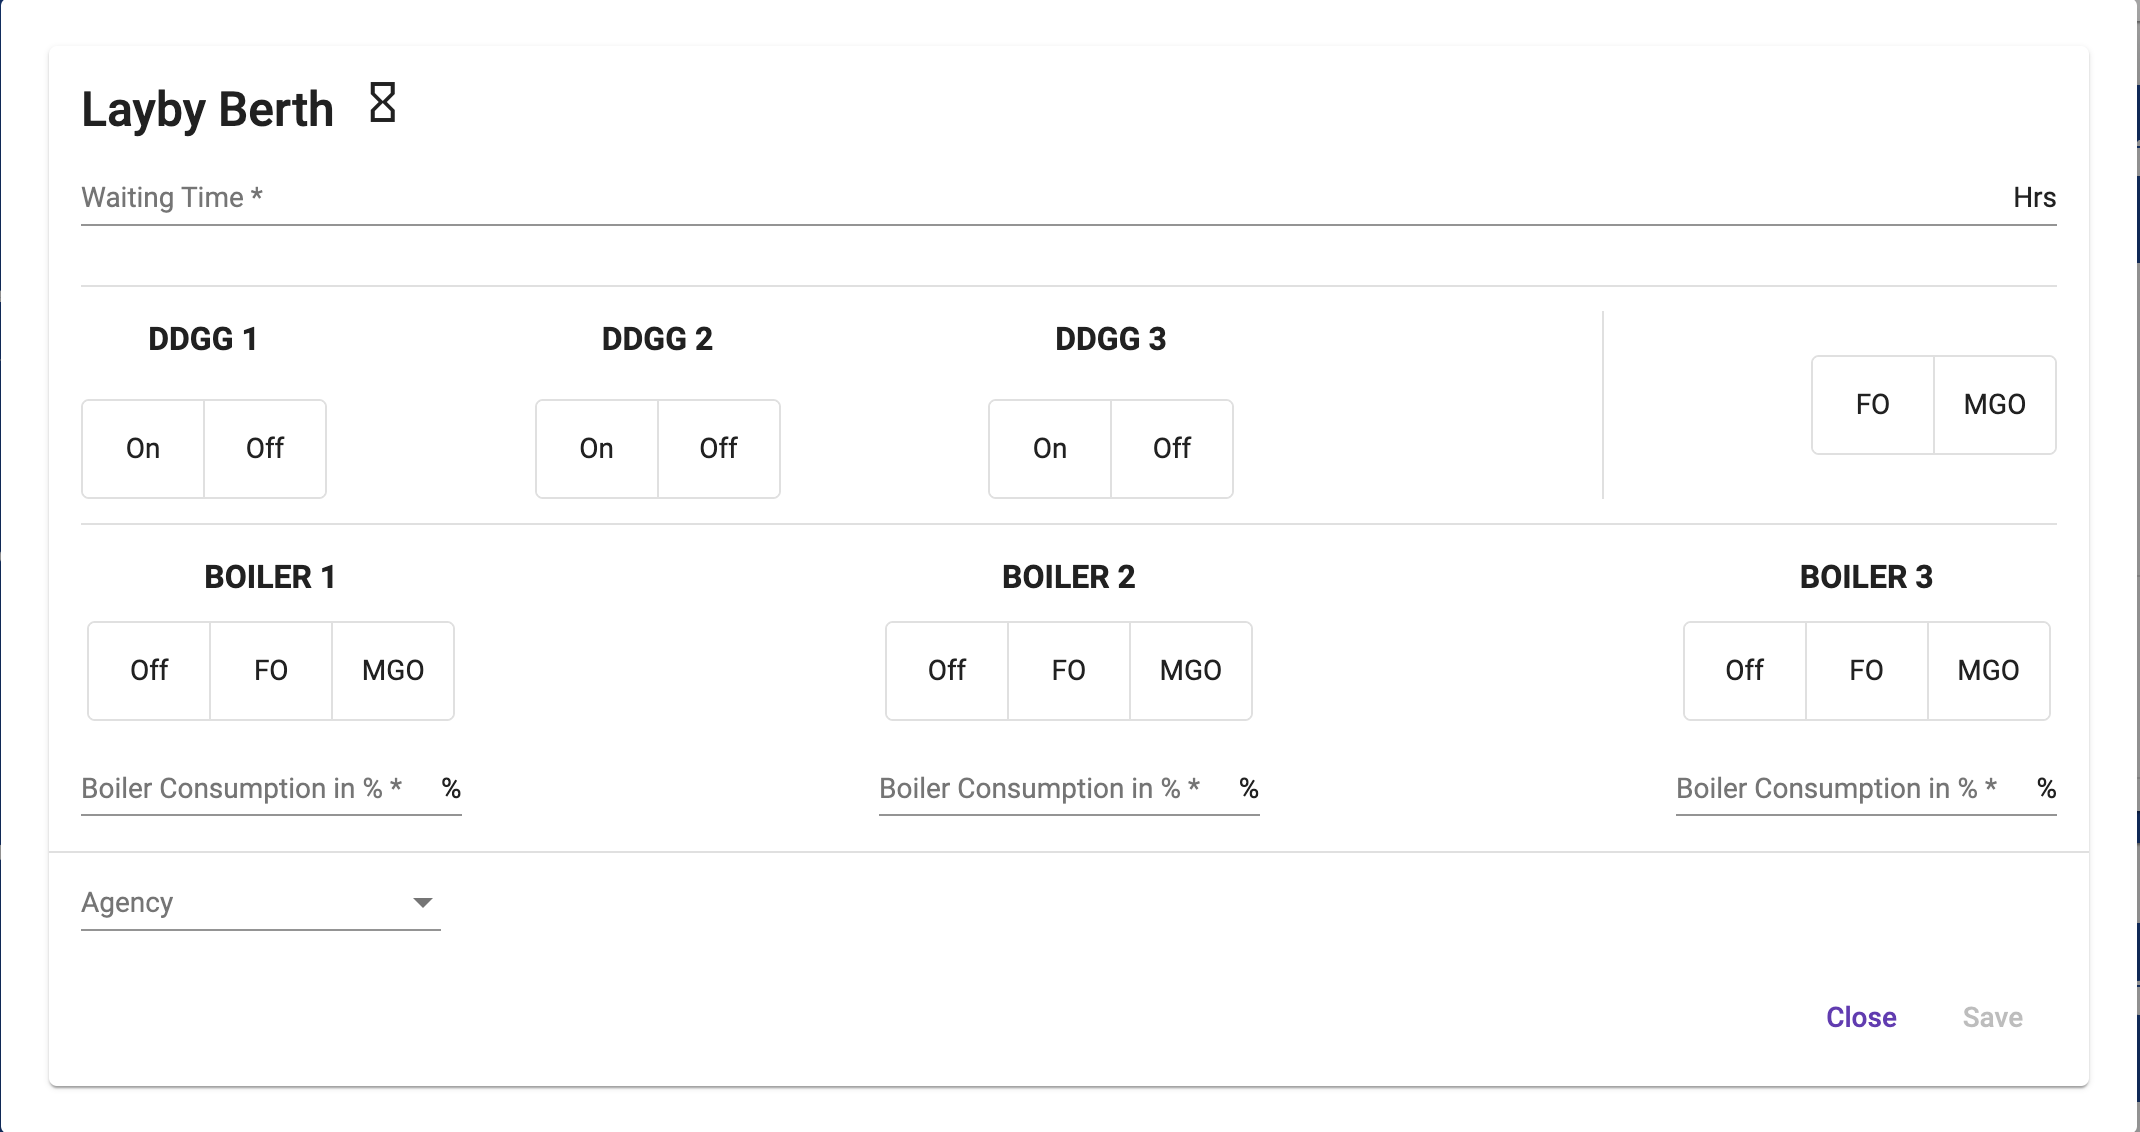 Layby Berth
Waiting Time * Hrs
DDGG 1 DDGG 2 DDGG 3
FO MGO
On Off On Off On Off
BOILER 1 BOILER 2 BOILER 3
Off FO MGO Off FO MGO Off FO MGO
Boiler Consumption in % * % Boiler Consumption in % * % Boiler Consumption in % * %
Agency
Close Save